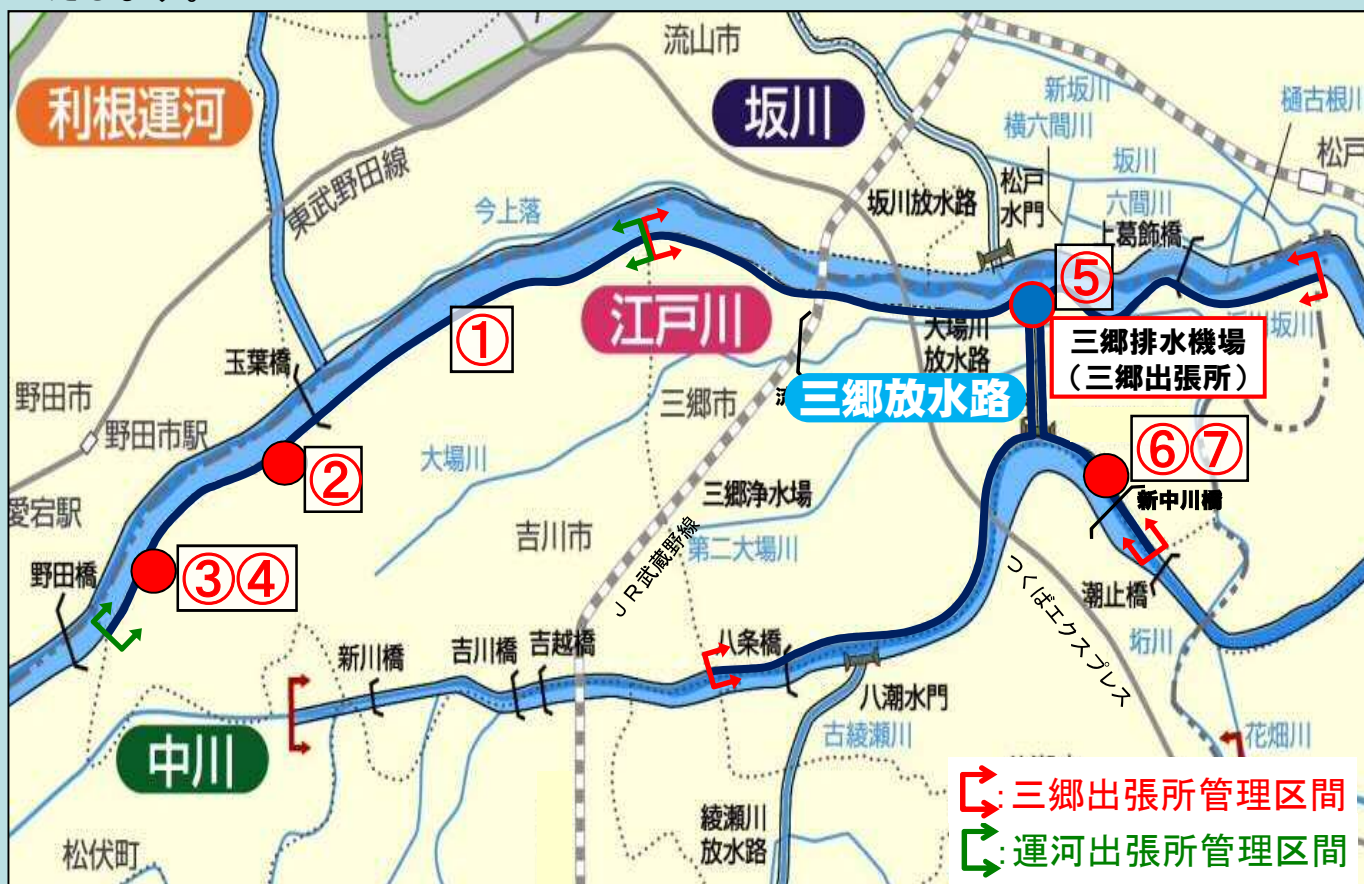 流山市
利根運河
坂川
新坂川
樋古根川
横六間川
松戸
坂川
東武野田線
坂川放水路
松戸
水門
六間川
今上落
上葛飾橋
⑤
江戸川
①
大場川
放水路
三郷排水機場
(三郷出張所)
玉葉橋
野田市
三郷市
三郷放水路
野田市駅
②
大場川
⑥⑦
愛宕駅
三郷浄水場
新中川橋
吉川市
JR武蔵野線
第二大場川
野田橋
③④
つくばエクスプレス
潮止橋
新川橋
吉川橋
吉越橋
八条橋
圦川
八潮水門
中川
古綾瀬川
花畑川
:三郷出張所管理区間
綾瀬川
放水路
:運河出張所管理区間
松伏町